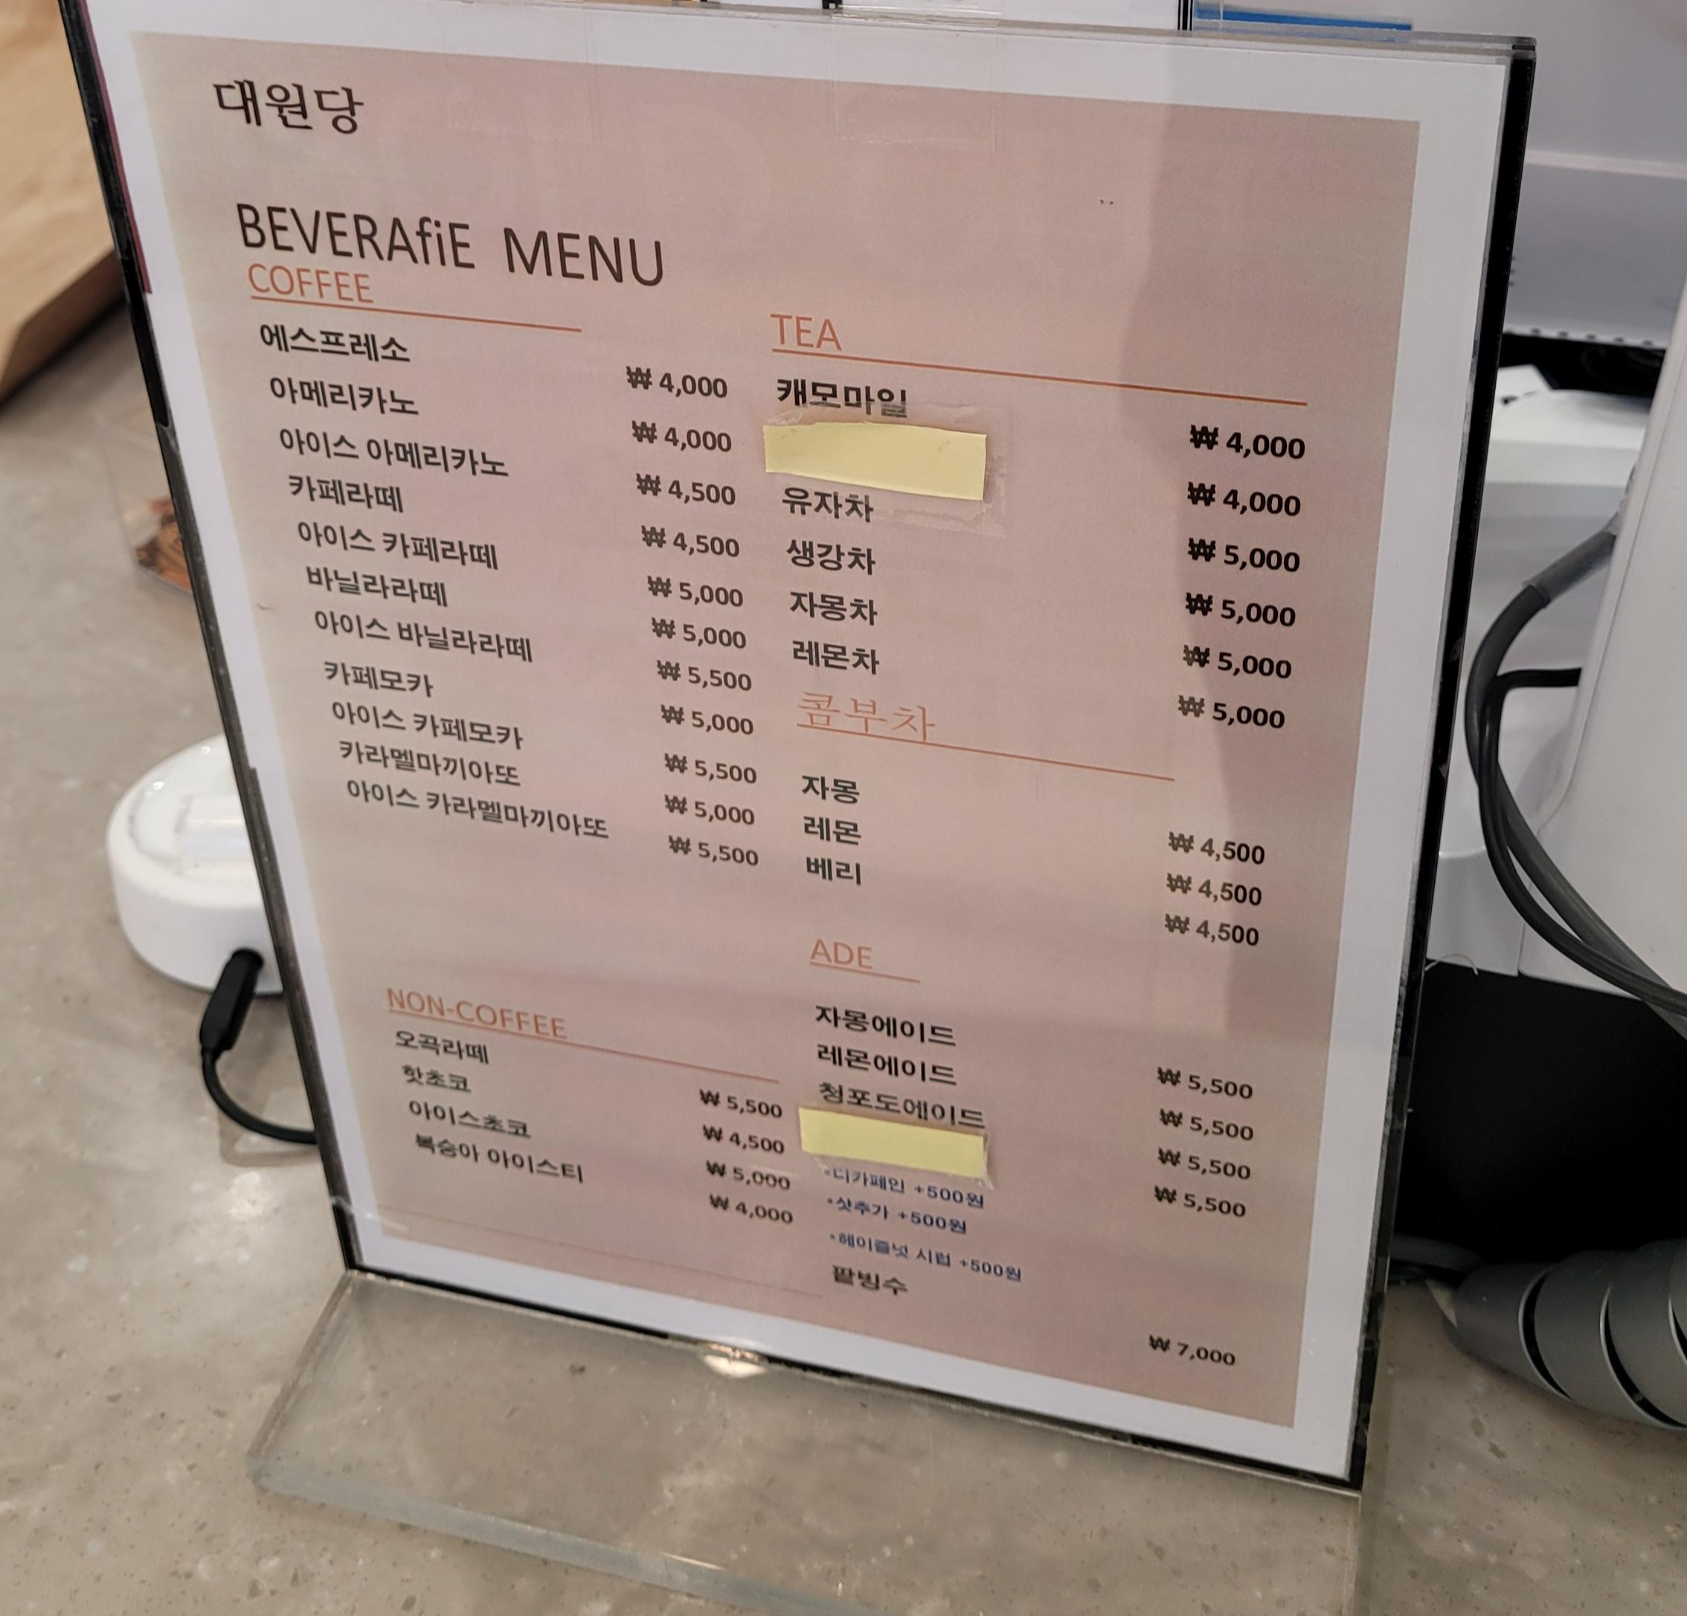 대원당
BEVERAfiE MENU
COFFEE
에스프레소 ₩ 4,000
아메리카노 ₩ 4,000
아이스 아메리카노 ₩ 4,500
카페라떼 ₩ 4,500
아이스 카페라떼 ₩ 5,000
바닐라라떼 ₩ 5,000
아이스 바닐라라떼 ₩ 5,500
카페모카 ₩ 5,000
아이스 카페모카 ₩ 5,500
카라멜마끼아또 ₩ 5,000
아이스 카라멜마끼아또 ₩ 5,500
NON-COFFEE
오곡라떼 ₩ 5,500
핫초코 ₩ 4,500
아이스초코 ₩ 5,000
복숭아 아이스티 ₩ 4,000
TEA
캐모마일 ₩ 4,000
₩ 4,000
유자차 ₩ 5,000
생강차 ₩ 5,000
자몽차 ₩ 5,000
레몬차 ₩ 5,000
콤부차
자몽 ₩ 4,500
레몬 ₩ 4,500
베리 ₩ 4,500
ADE
자몽에이드 ₩ 5,500
레몬에이드 ₩ 5,500
청포도에이드 ₩ 5,500
₩ 5,500
*디카페인 +500원
*샷추가 +500원
*헤이즐넛 시럽 +500원
팥빙수 ₩ 7,000